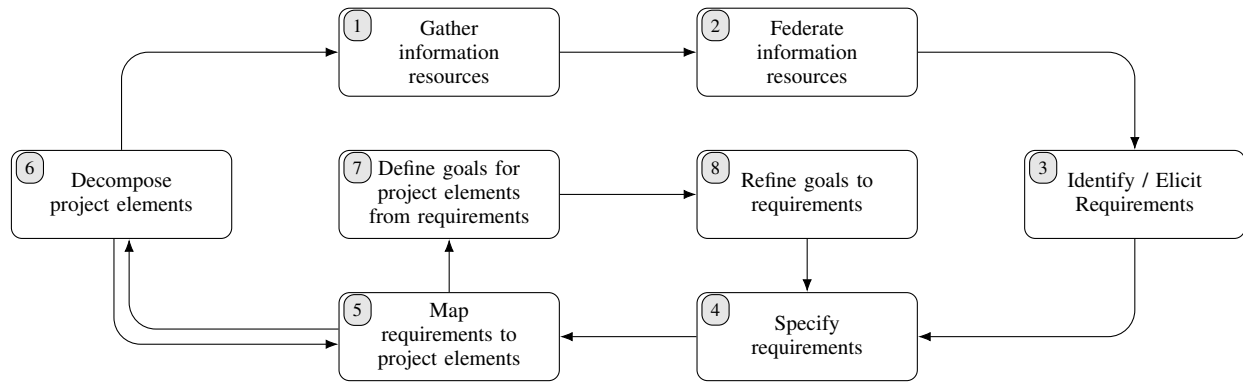 1
Gather
information
resources
2
Federate
information
resources
6
Decompose
project elements
7
Define goals for
project elements
from requirements
8
Refine goals to
requirements
3
Identify / Elicit
Requirements
5
Map
requirements to
project elements
4
Specify
requirements